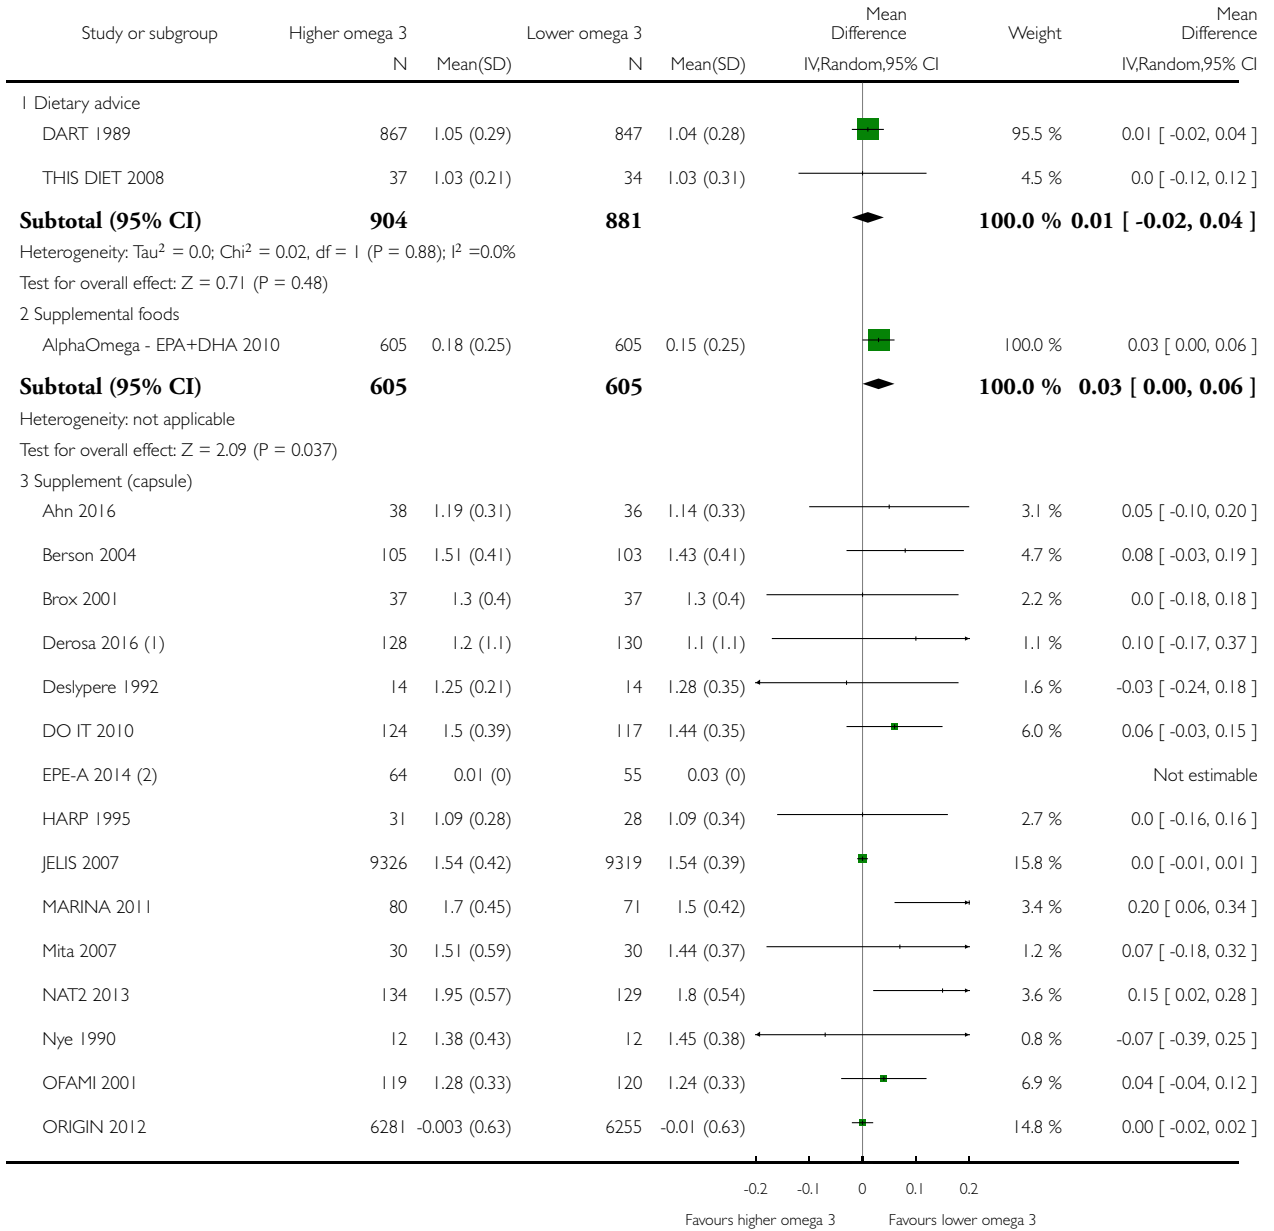 Study or subgroup Higher omega 3 Lower omega 3 Mean Difference Weight Mean Difference
N Mean(SD) N Mean(SD) IV,Random,95% CI IV,Random,95% CI
1 Dietary advice
DART 1989 867 1.05 (0.29) 847 1.04 (0.28) 95.5 % 0.01 [ -0.02, 0.04 ]
THIS DIET 2008 37 1.03 (0.21) 34 1.03 (0.31) 4.5 % 0.0 [ -0.12, 0.12 ]
Subtotal (95% CI) 904 881 100.0 % 0.01 [ -0.02, 0.04 ]
Heterogeneity: Tau² = 0.0; Chi² = 0.02, df = 1 (P = 0.88); I² =0.0%
Test for overall effect: Z = 0.71 (P = 0.48)
2 Supplemental foods
AlphaOmega - EPA+DHA 2010 605 0.18 (0.25) 605 0.15 (0.25) 100.0 % 0.03 [ 0.00, 0.06 ]
Subtotal (95% CI) 605 605 100.0 % 0.03 [ 0.00, 0.06 ]
Heterogeneity: not applicable
Test for overall effect: Z = 2.09 (P = 0.037)
3 Supplement (capsule)
Ahn 2016 38 1.19 (0.31) 36 1.14 (0.33) 3.1 % 0.05 [ -0.10, 0.20 ]
Berson 2004 105 1.51 (0.41) 103 1.43 (0.41) 4.7 % 0.08 [ -0.03, 0.19 ]
Brox 2001 37 1.3 (0.4) 37 1.3 (0.4) 2.2 % 0.0 [ -0.18, 0.18 ]
Derosa 2016 (1) 128 1.2 (1.1) 130 1.1 (1.1) 1.1 % 0.10 [ -0.17, 0.37 ]
Deslypere 1992 14 1.25 (0.21) 14 1.28 (0.35) 1.6 % -0.03 [ -0.24, 0.18 ]
DO IT 2010 124 1.5 (0.39) 117 1.44 (0.35) 6.0 % 0.06 [ -0.03, 0.15 ]
EPE-A 2014 (2) 64 0.01 (0) 55 0.03 (0) Not estimable
HARP 1995 31 1.09 (0.28) 28 1.09 (0.34) 2.7 % 0.0 [ -0.16, 0.16 ]
JELIS 2007 9326 1.54 (0.42) 9319 1.54 (0.39) 15.8 % 0.0 [ -0.01, 0.01 ]
MARINA 2011 80 1.7 (0.45) 71 1.5 (0.42) 3.4 % 0.20 [ 0.06, 0.34 ]
Mita 2007 30 1.51 (0.59) 30 1.44 (0.37) 1.2 % 0.07 [ -0.18, 0.32 ]
NAT2 2013 134 1.95 (0.57) 129 1.8 (0.54) 3.6 % 0.15 [ 0.02, 0.28 ]
Nye 1990 12 1.38 (0.43) 12 1.45 (0.38) 0.8 % -0.07 [ -0.39, 0.25 ]
OFAMI 2001 119 1.28 (0.33) 120 1.24 (0.33) 6.9 % 0.04 [ -0.04, 0.12 ]
ORIGIN 2012 6281 -0.003 (0.63) 6255 -0.01 (0.63) 14.8 % 0.00 [ -0.02, 0.02 ]
-0.2 -0.1 0 0.1 0.2
Favours higher omega 3 Favours lower omega 3